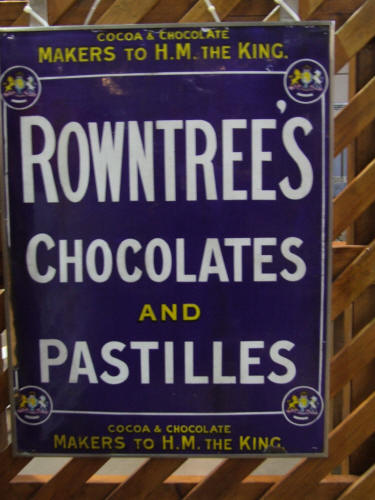 COCOA & CHOCOLATE
MAKERS TO H.M. THE KING.
ROWNTREE'S
CHOCOLATES
AND
PASTILLES
COCOA & CHOCOLATE
MAKERS TO H.M. THE KING.